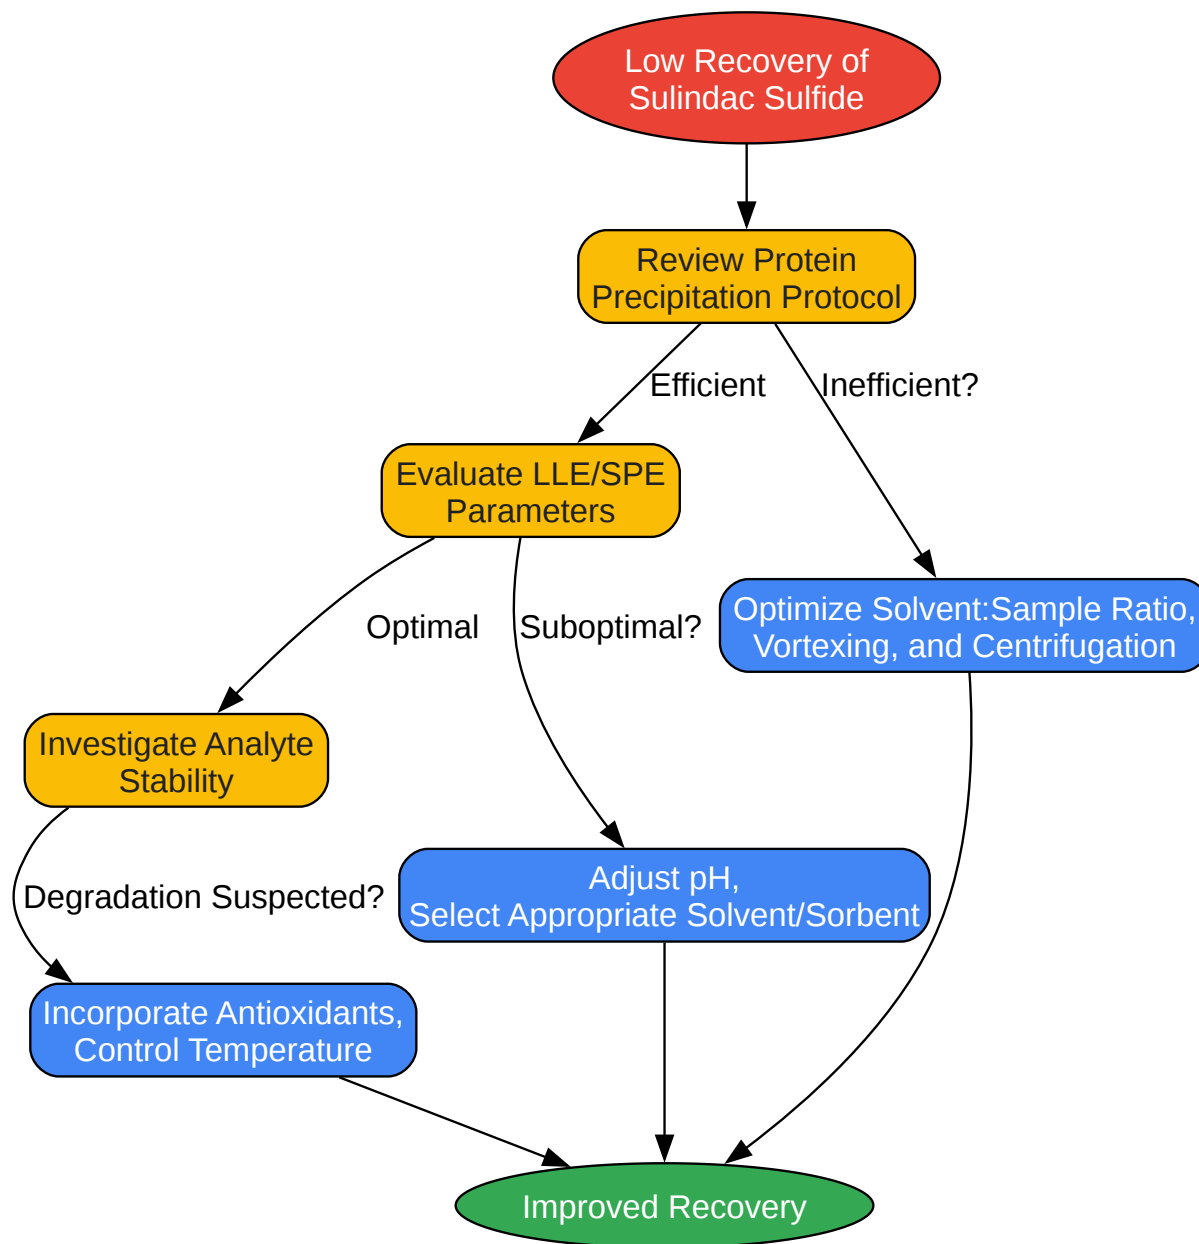 Low Recovery of
Sulindac Sulfide
Review Protein
Precipitation Protocol
Efficient
Inefficient?
Evaluate LLE/SPE
Parameters
Optimize Solvent:Sample Ratio,
Vortexing, and Centrifugation
Optimal
Suboptimal?
Investigate Analyte
Stability
Adjust pH,
Select Appropriate Solvent/Sorbent
Degradation Suspected?
Incorporate Antioxidants,
Control Temperature
Improved Recovery